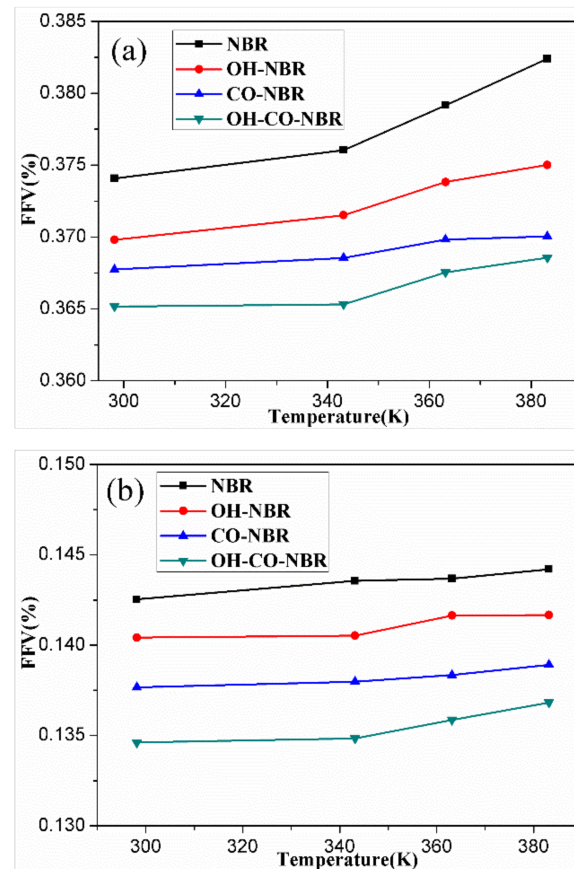 (a)
NBR
OH-NBR
CO-NBR
OH-CO-NBR
FFV(%)
0.385
0.380
0.375
0.370
0.365
0.360
300 320 340 360 380
Temperature(K)
(b)
NBR
OH-NBR
CO-NBR
OH-CO-NBR
FFV(%)
0.150
0.145
0.140
0.135
0.130
300 320 340 360 380
Temperature(K)